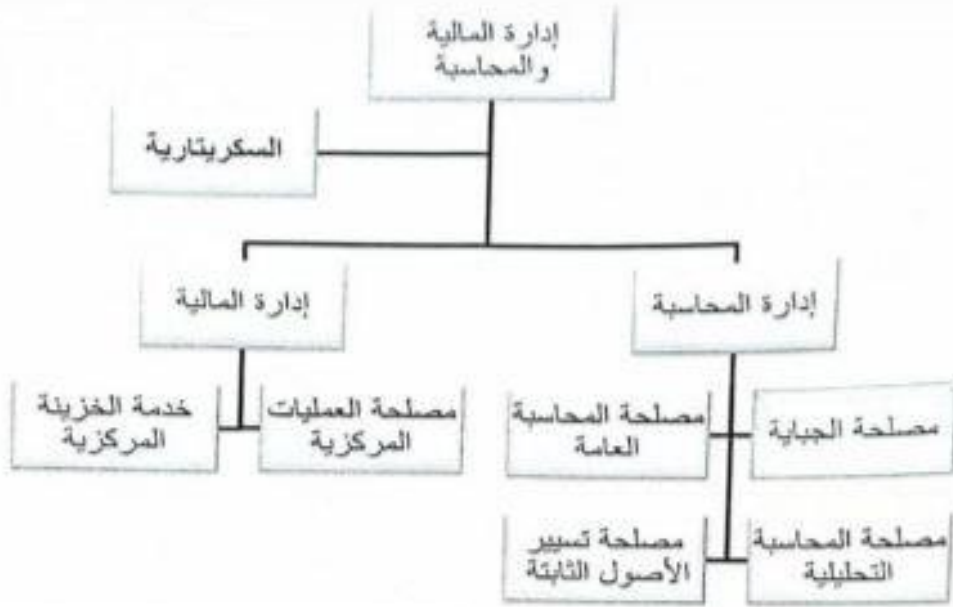 إدارة المالية
والمحاسبة
السكريتارية
إدارة المحاسبة
إدارة المالية
مصلحة الجباية
مصلحة المحاسبة
العامة
مصلحة العمليات
المركزية
خدمة الخزينة
المركزية
مصلحة المحاسبة
التحليلية
مصلحة تسيير
الأصول الثابتة